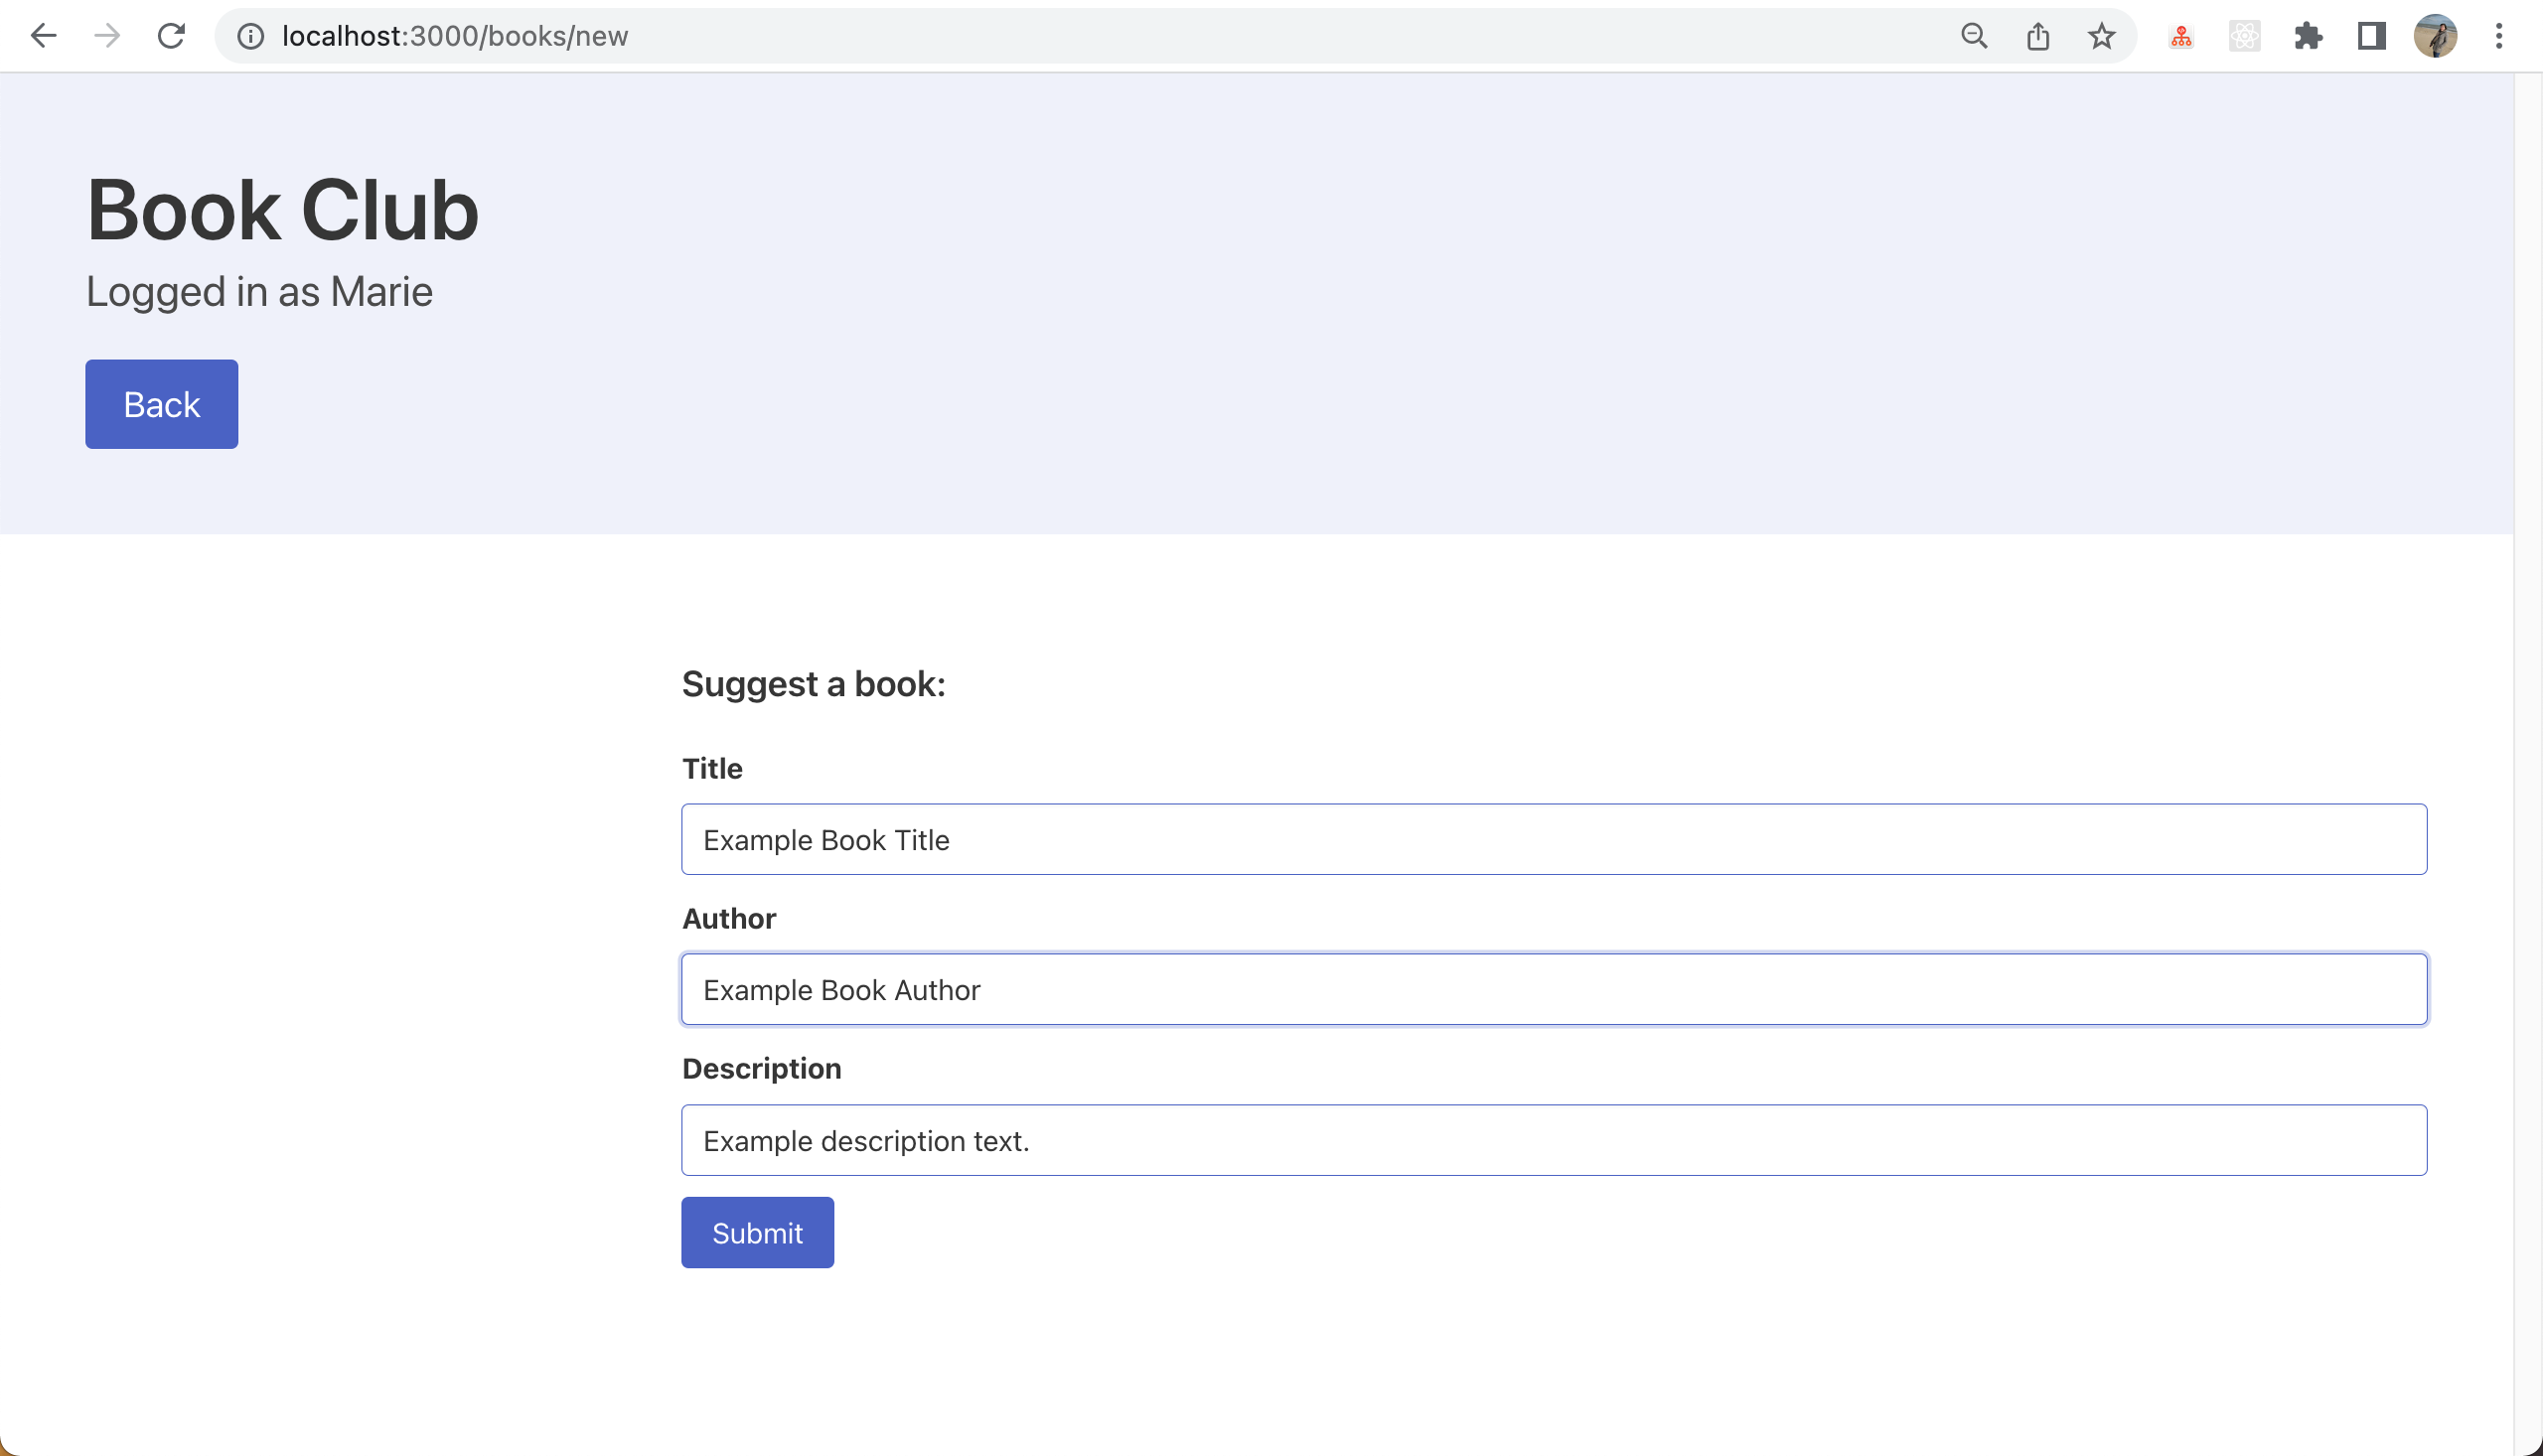 localhost:3000/books/new
Book Club
Logged in as Marie
Back
Suggest a book:
Title
Example Book Title
Author
Example Book Author
Description
Example description text.
Submit